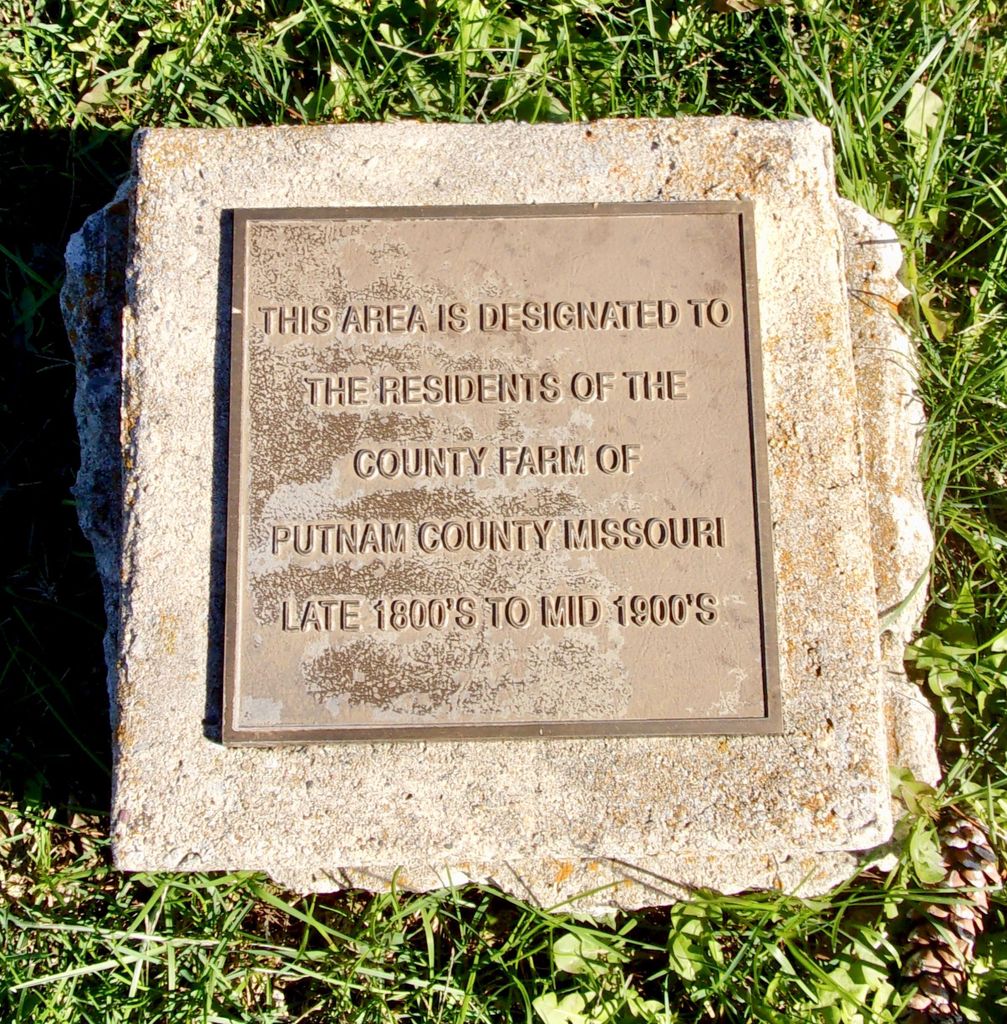 THIS AREA IS DESIGNATED TO
THE RESIDENTS OF THE
COUNTY FARM OF
PUTNAM COUNTY MISSOURI
LATE 1800'S TO MID 1900'S